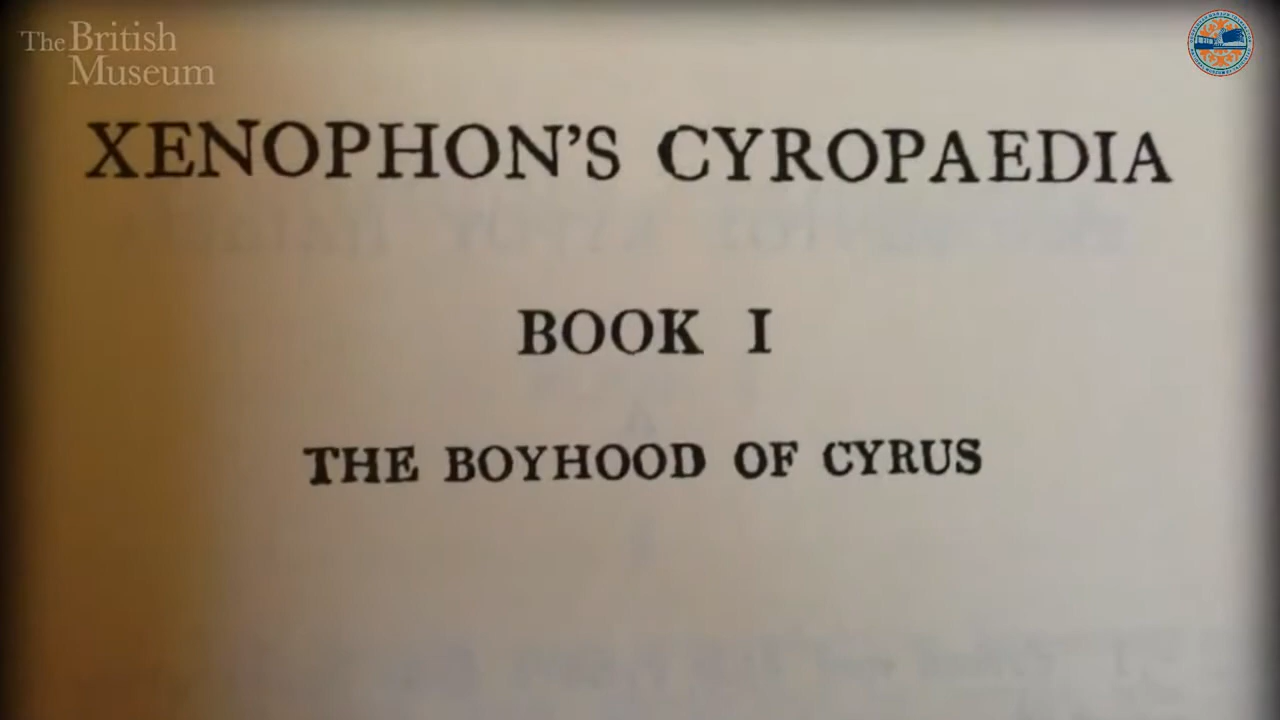 The British
Museum
XENOPHON'S CYROPAEDIA
BOOK I
THE BOYHOOD OF CYRUS